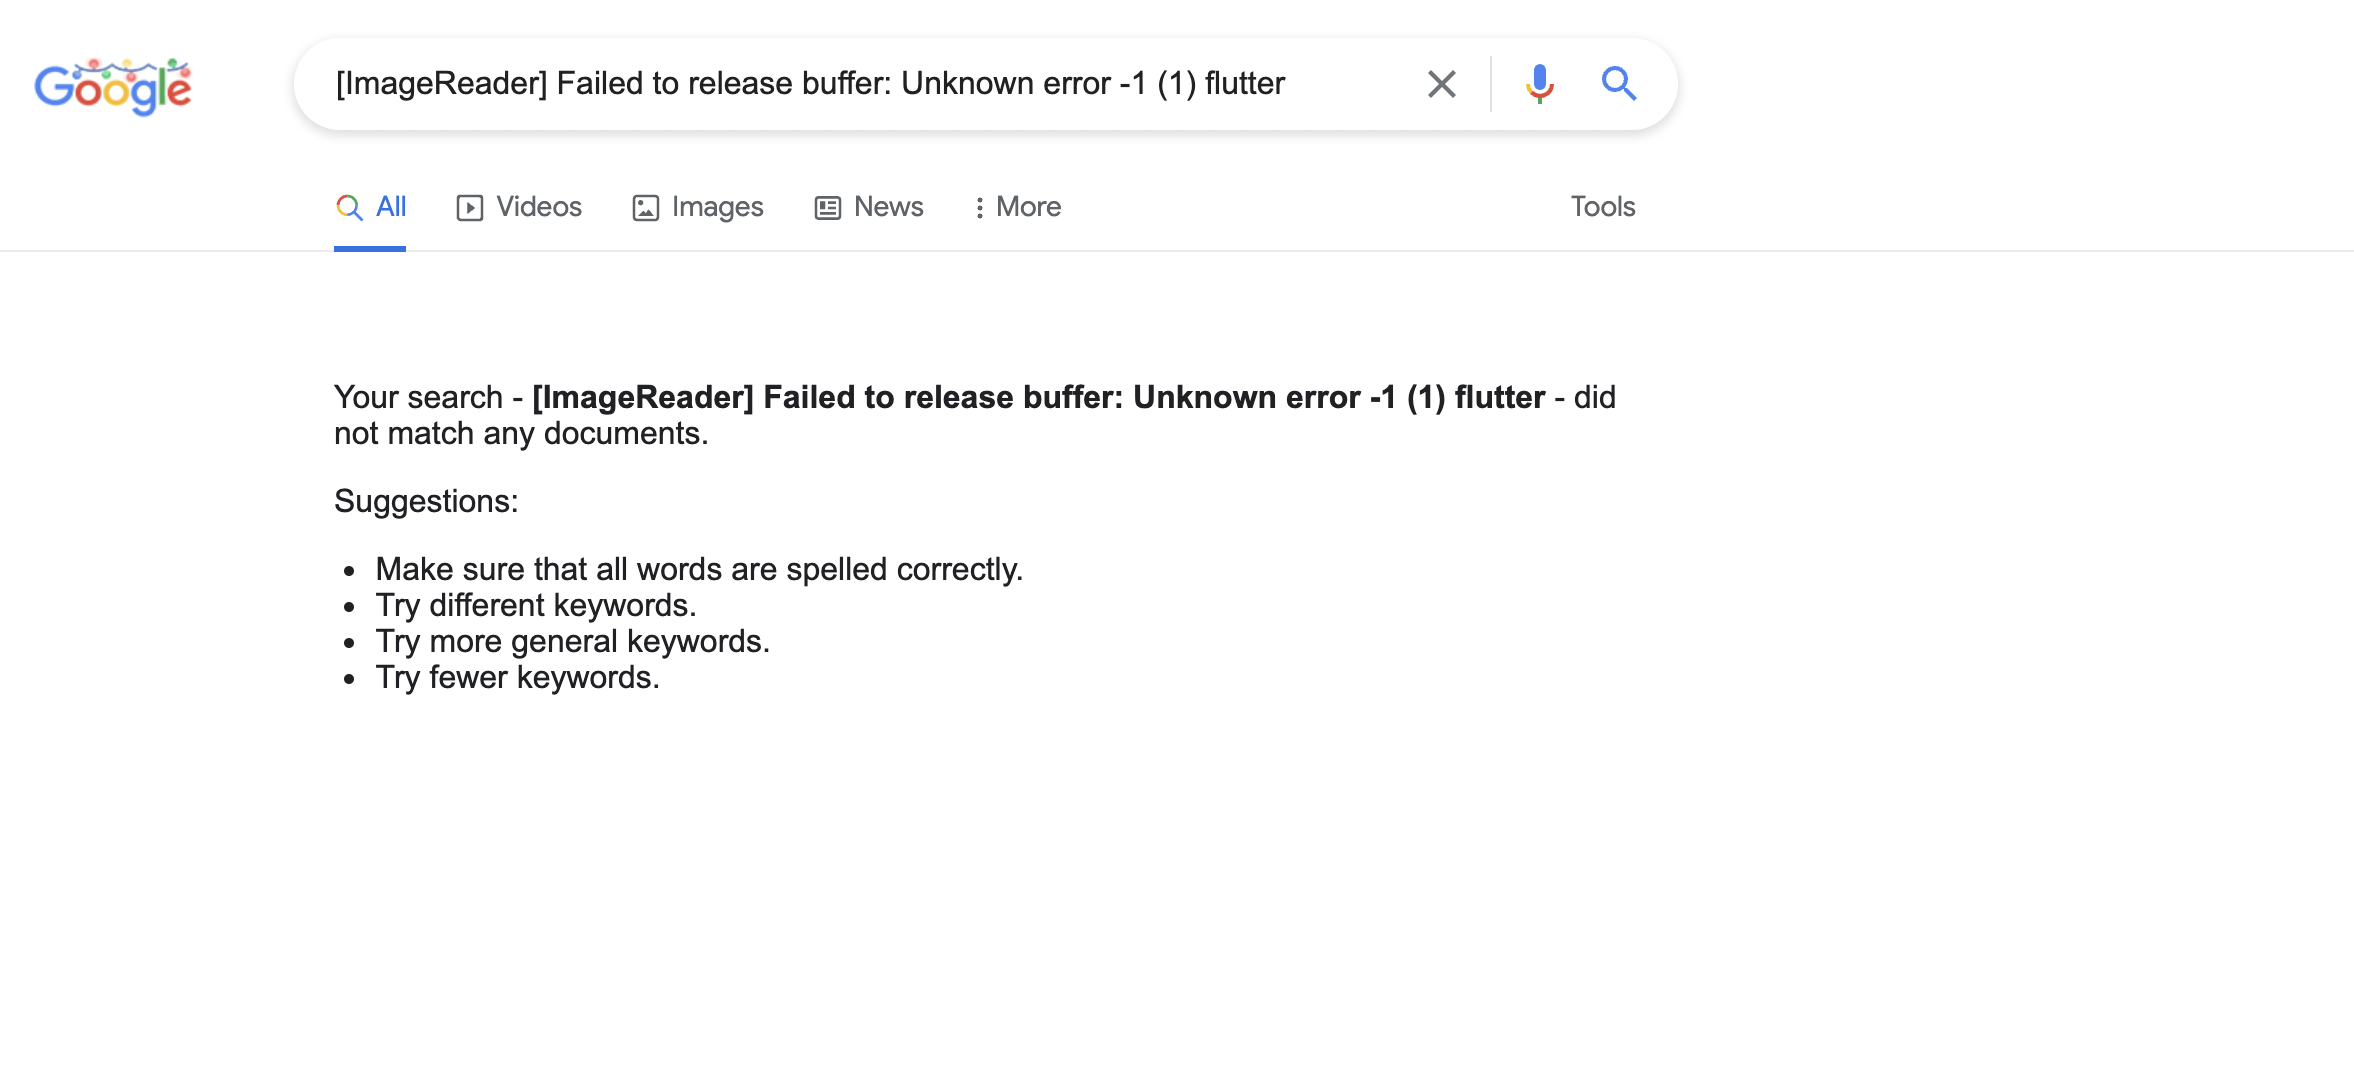 Google
[ImageReader] Failed to release buffer: Unknown error -1 (1) flutter
All Videos Images News More Tools
Your search - [ImageReader] Failed to release buffer: Unknown error -1 (1) flutter - did
not match any documents.
Suggestions:
Make sure that all words are spelled correctly.
Try different keywords.
Try more general keywords.
Try fewer keywords.